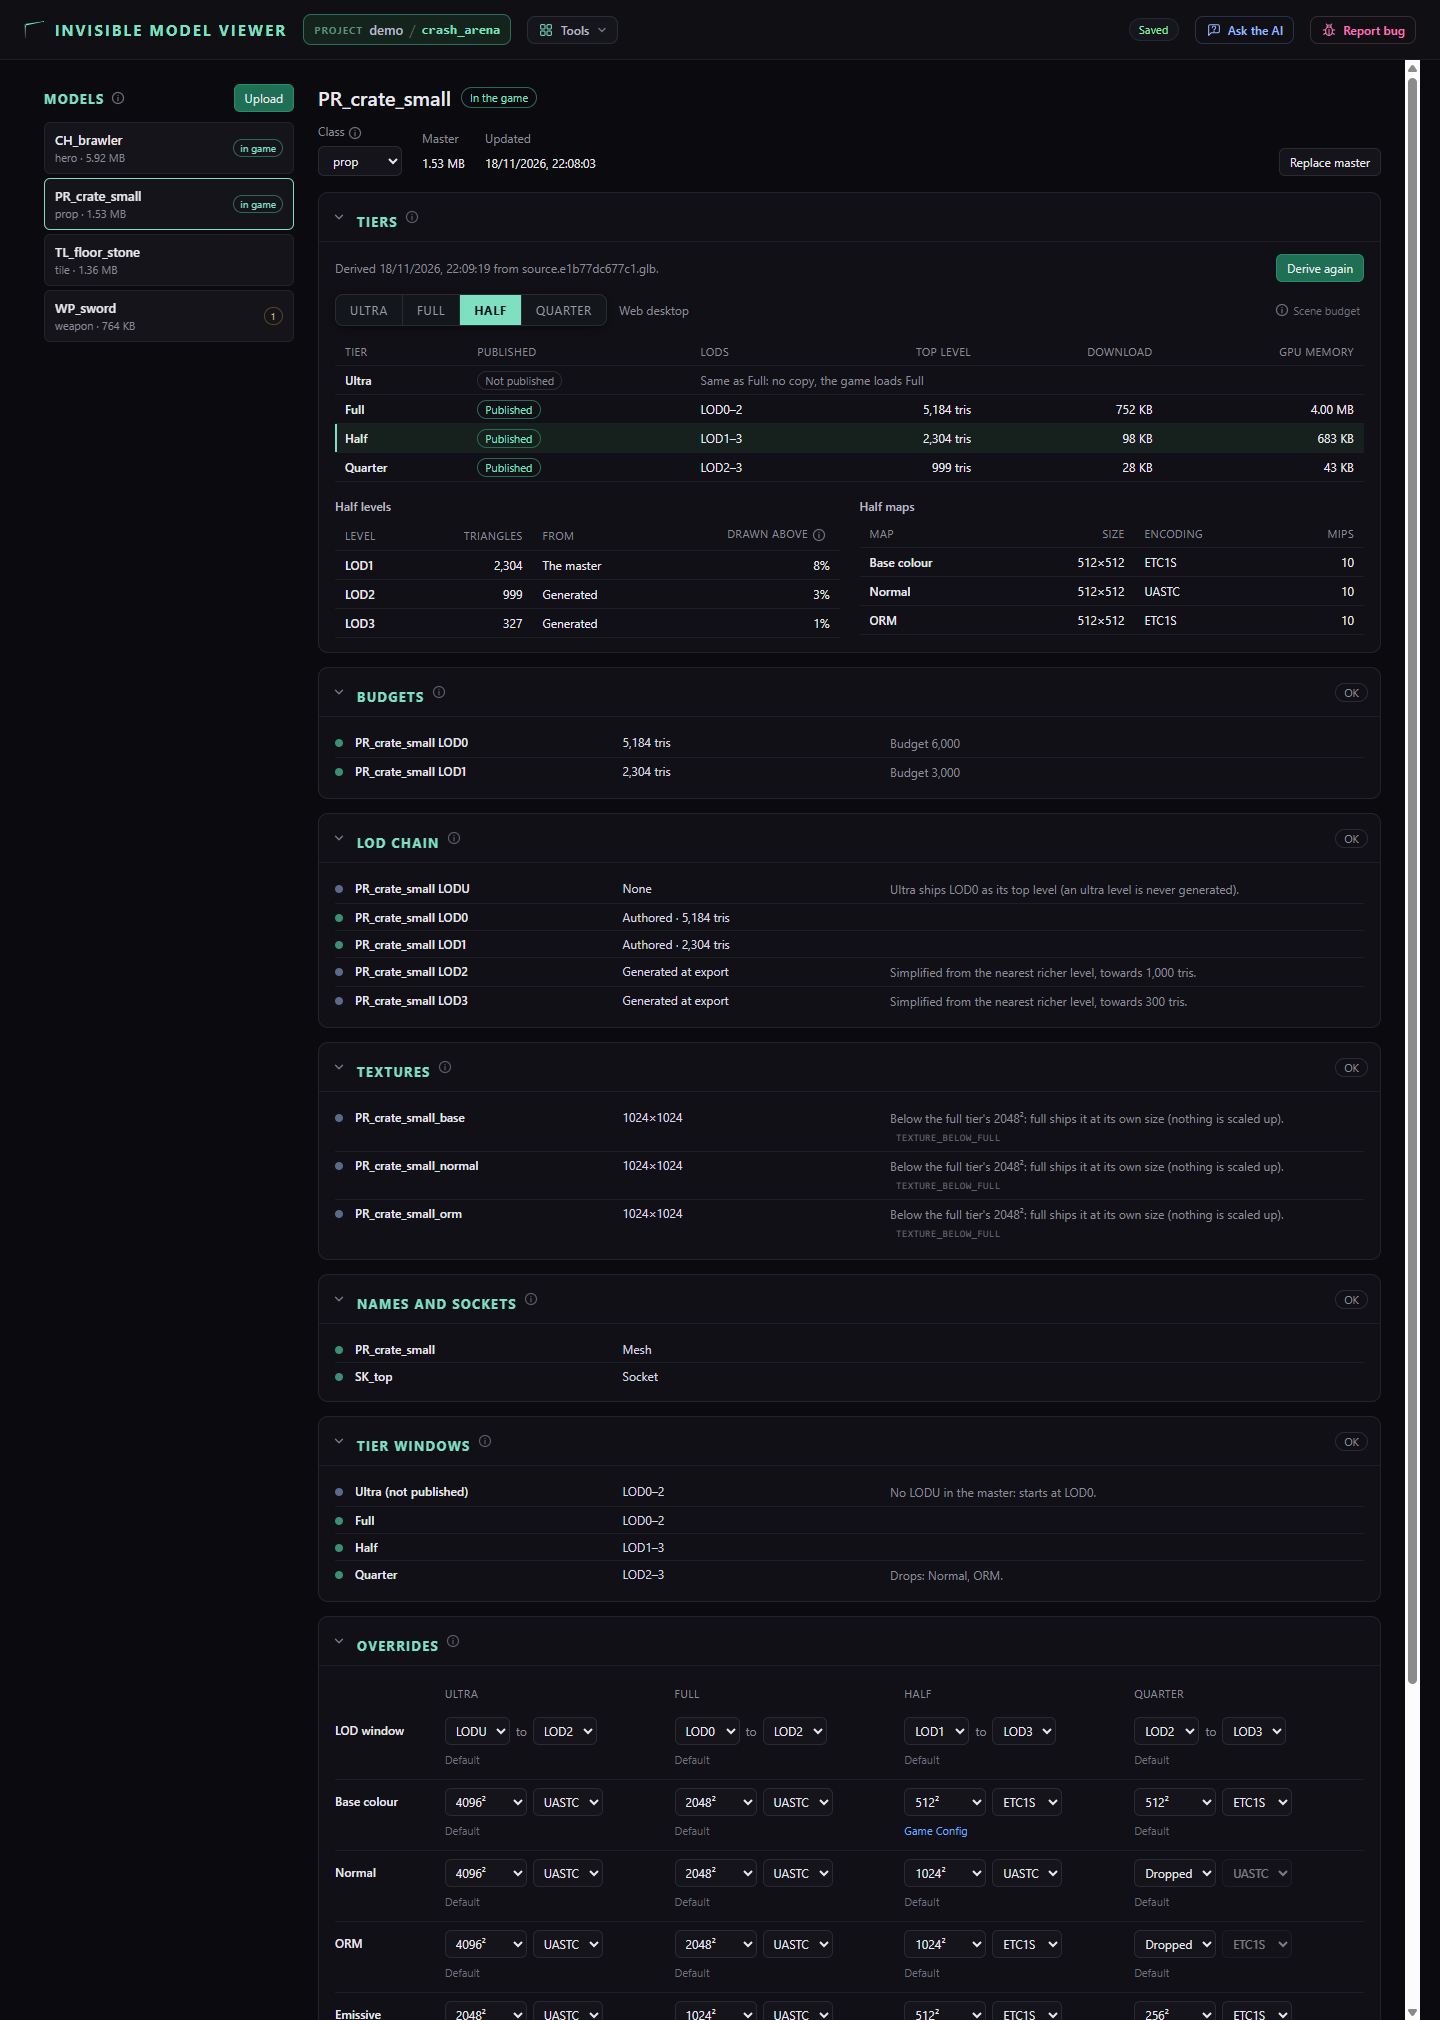 INVISIBLE MODEL VIEWER
PROJECT demo / crash_arena
Tools
Saved
Ask the AI
Report bug
MODELS
Upload
CH_brawler
hero · 5.92 MB
in game
PR_crate_small
prop · 1.53 MB
in game
TL_floor_stone
tile · 1.36 MB
WP_sword
weapon · 764 KB
1
PR_crate_small
In the game
Class
Master
Updated
prop
1.53 MB
18/11/2026, 22:08:03
Replace master
TIERS
Derived 18/11/2026, 22:09:19 from source.e1b77dc677c1.glb.
Derive again
ULTRA FULL HALF QUARTER Web desktop
Scene budget
TIER PUBLISHED LODS TOP LEVEL DOWNLOAD GPU MEMORY
Ultra Not published Same as Full: no copy, the game loads Full
Full Published LOD0–2 5,184 tris 752 KB 4.00 MB
Half Published LOD1–3 2,304 tris 98 KB 683 KB
Quarter Published LOD2–3 999 tris 28 KB 43 KB
Half levels
LEVEL TRIANGLES FROM DRAWN ABOVE
LOD1 2,304 The master 8%
LOD2 999 Generated 3%
LOD3 327 Generated 1%
Half maps
MAP SIZE ENCODING MIPS
Base colour 512×512 ETC1S 10
Normal 512×512 UASTC 10
ORM 512×512 ETC1S 10
BUDGETS
OK
PR_crate_small LOD0 5,184 tris Budget 6,000
PR_crate_small LOD1 2,304 tris Budget 3,000
LOD CHAIN
OK
PR_crate_small LODU None Ultra ships LOD0 as its top level (an ultra level is never generated).
PR_crate_small LOD0 Authored · 5,184 tris
PR_crate_small LOD1 Authored · 2,304 tris
PR_crate_small LOD2 Generated at export Simplified from the nearest richer level, towards 1,000 tris.
PR_crate_small LOD3 Generated at export Simplified from the nearest richer level, towards 300 tris.
TEXTURES
OK
PR_crate_small_base 1024×1024 Below the full tier's 2048²: full ships it at its own size (nothing is scaled up).
TEXTURE_BELOW_FULL
PR_crate_small_normal 1024×1024 Below the full tier's 2048²: full ships it at its own size (nothing is scaled up).
TEXTURE_BELOW_FULL
PR_crate_small_orm 1024×1024 Below the full tier's 2048²: full ships it at its own size (nothing is scaled up).
TEXTURE_BELOW_FULL
NAMES AND SOCKETS
OK
PR_crate_small Mesh
SK_top Socket
TIER WINDOWS
OK
Ultra (not published) LOD0–2 No LODU in the master: starts at LOD0.
Full LOD0–2
Half LOD1–3
Quarter LOD2–3 Drops: Normal, ORM.
OVERRIDES
ULTRA FULL HALF QUARTER
LOD window LODU to LOD2 LOD0 to LOD2 LOD1 to LOD3 LOD2 to LOD3
Default Default Default Default
Base colour 4096² UASTC 2048² UASTC 512² ETC1S 512² ETC1S
Default Default Game Config Default
Normal 4096² UASTC 2048² UASTC 1024² UASTC Dropped UASTC
Default Default Default Default
ORM 4096² UASTC 2048² UASTC 1024² ETC1S Dropped ETC1S
Default Default Default Default
Emissive 2048² UASTC 1024² UASTC 512² ETC1S 256² ETC1S